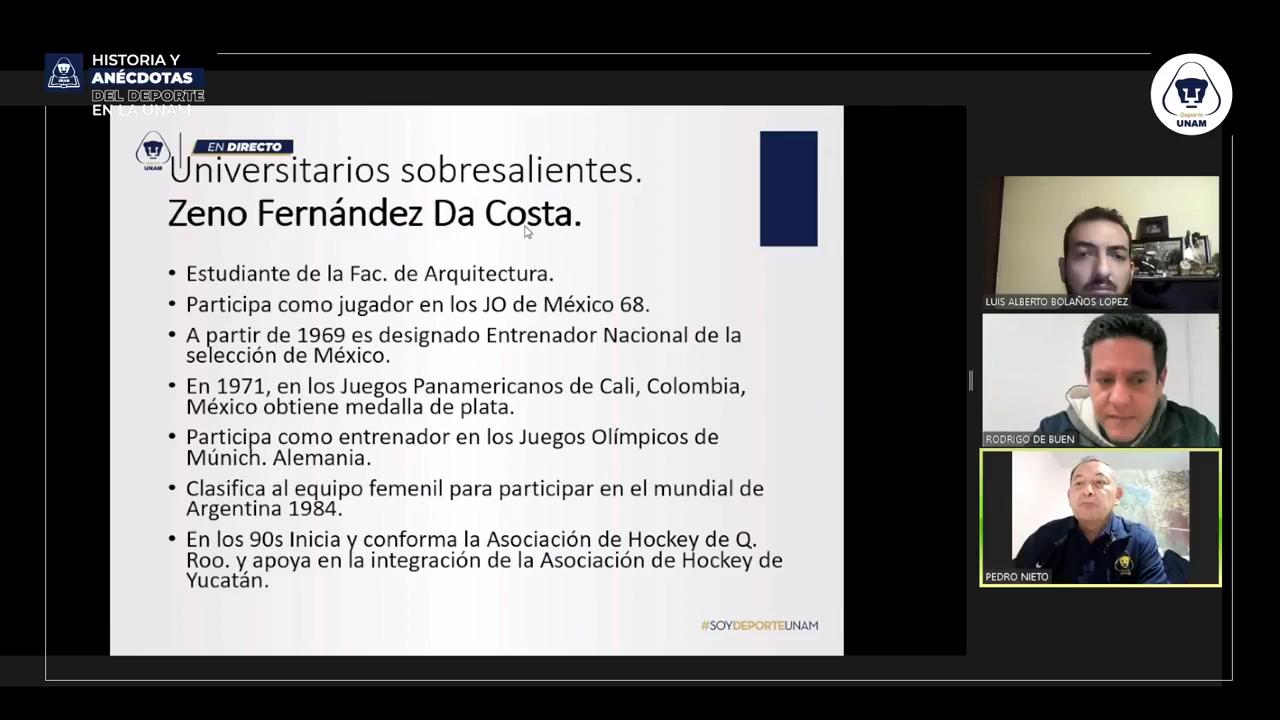 HISTORIA Y
ANÉCDOTAS
DEL DEPORTE
EN LA UNAM
Deporte
UNAM
UNAM
EN DIRECTO
Universitarios sobresalientes.
Zeno Fernández Da Costa.
• Estudiante de la Fac. de Arquitectura.
• Participa como jugador en los JO de México 68.
• A partir de 1969 es designado Entrenador Nacional de la
selección de México.
• En 1971, en los Juegos Panamericanos de Cali, Colombia,
México obtiene medalla de plata.
• Participa como entrenador en los Juegos Olímpicos de
Múnich. Alemania.
• Clasifica al equipo femenil para participar en el mundial de
Argentina 1984.
• En los 90s Inicia y conforma la Asociación de Hockey de Q.
Roo. y apoya en la integración de la Asociación de Hockey de
Yucatán.
#SOYDEPORTEUNAM
LUIS ALBERTO BOLAÑOS LOPEZ
RODRIGO DE BUEN
PEDRO NIETO